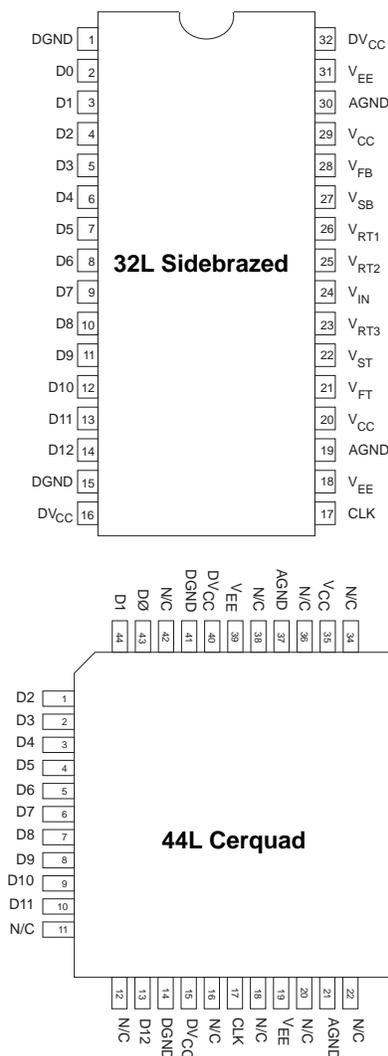 DGND 1 32 DVCC
D0 2 31 VEE
D1 3 30 AGND
D2 4 29 VCC
D3 5 28 VFB
D4 6 27 VSB
D5 7 26 VRT1
D6 8 25 VRT2
32L Sidebrazed
D7 9 24 VIN
D8 10 23 VRT3
D9 11 22 VST
D10 12 21 VFT
D11 13 20 VCC
D12 14 19 AGND
DGND 15 18 VEE
DVCC 16 17 CLK
D1 DØ N/C DGND DVCC VEE N/C AGND N/C VCC N/C
44 43 42 41 40 39 38 37 36 35 34
D2 1
D3 2
D4 3
D5 4
D6 5
D7 6
D8 7
44L Cerquad
D9 8
D10 9
D11 10
N/C 11
12 13 14 15 16 17 18 19 20 21 22
N/C D12 DGND DVCC N/C CLK N/C VEE N/C AGND N/C